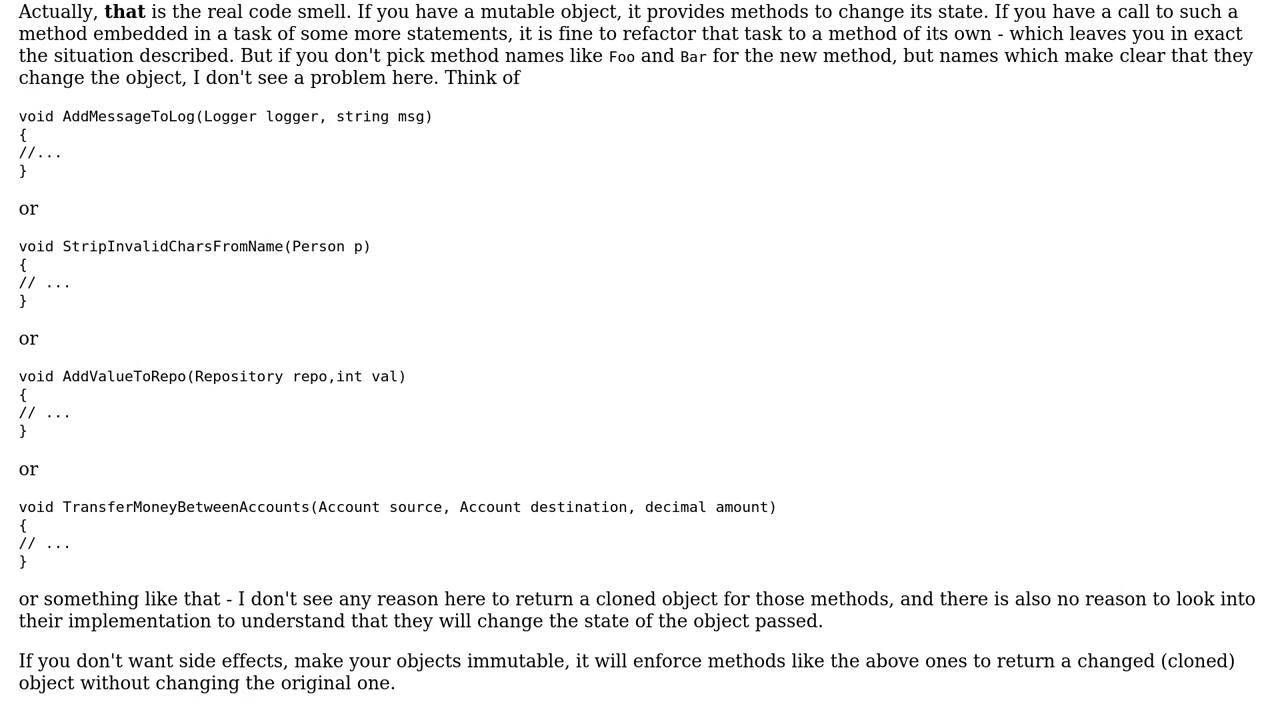 Actually, that is the real code smell. If you have a mutable object, it provides methods to change its state. If you have a call to such a
method embedded in a task of some more statements, it is fine to refactor that task to a method of its own - which leaves you in exact
the situation described. But if you don't pick method names like Foo and Bar for the new method, but names which make clear that they
change the object, I don't see a problem here. Think of
void AddMessageToLog(Logger logger, string msg)
{
//...
}
or
void StripInvalidCharsFromName(Person p)
{
// ...
}
or
void AddValueToRepo(Repository repo,int val)
{
// ...
}
or
void TransferMoneyBetweenAccounts(Account source, Account destination, decimal amount)
{
// ...
}
or something like that - I don't see any reason here to return a cloned object for those methods, and there is also no reason to look into
their implementation to understand that they will change the state of the object passed.
If you don't want side effects, make your objects immutable, it will enforce methods like the above ones to return a changed (cloned)
object without changing the original one.